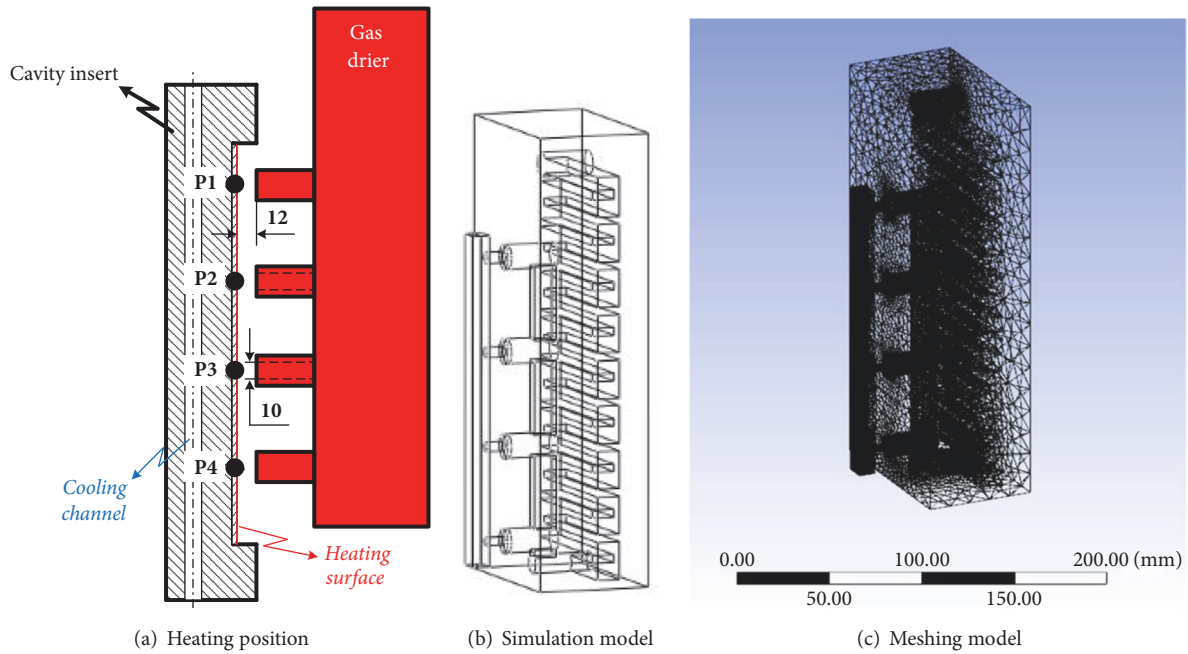 Gas
drier
Cavity insert
P1
12
P2
P3
10
P4
Cooling
channel
Heating
surface
0.00 100.00 200.00 (mm)
50.00 150.00
(a) Heating position
(b) Simulation model
(c) Meshing model